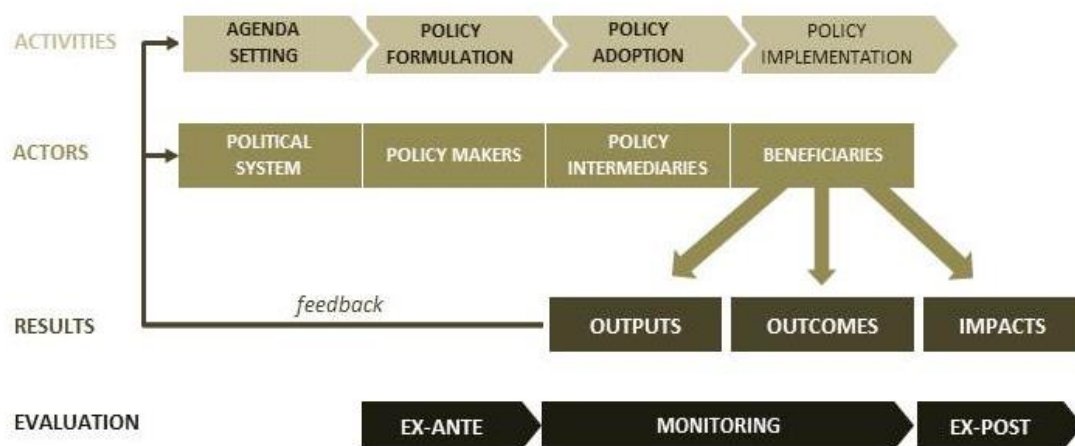 ACTIVITIES
AGENDA
SETTING
POLICY
FORMULATION
POLICY
ADOPTION
POLICY
IMPLEMENTATION
ACTORS
POLITICAL
SYSTEM
POLICY MAKERS
POLICY
INTERMEDIARIES
BENEFICIARIES
feedback
RESULTS
OUTPUTS
OUTCOMES
IMPACTS
EVALUATION
EX-ANTE
MONITORING
EX-POST